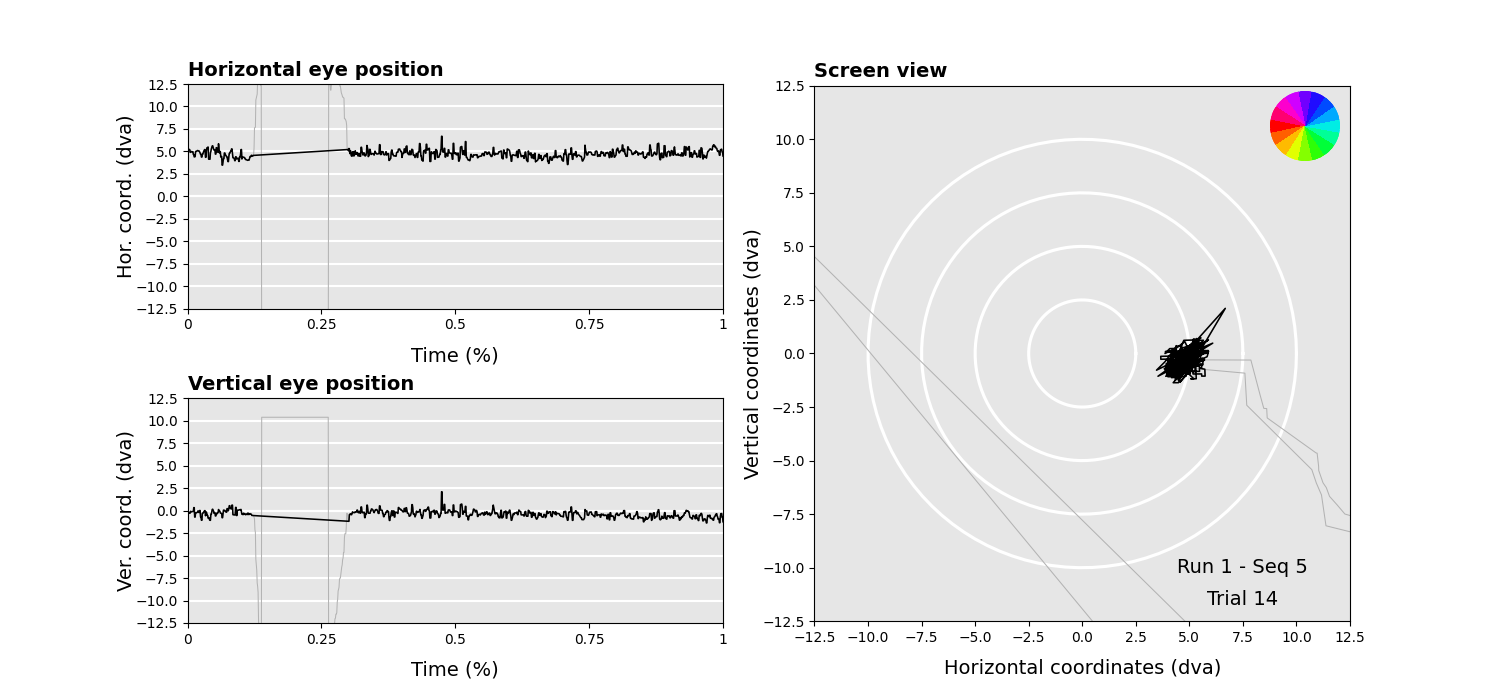 Horizontal eye position
12.5
10.0
7.5
5.0
2.5
0.0
−2.5
−5.0
−7.5
−10.0
−12.5
Hor. coord. (dva)
0 0.25 0.5 0.75 1
Time (%)
Vertical eye position
12.5
10.0
7.5
5.0
2.5
0.0
−2.5
−5.0
−7.5
−10.0
−12.5
Ver. coord. (dva)
0 0.25 0.5 0.75 1
Time (%)
Screen view
12.5
10.0
7.5
5.0
2.5
0.0
−2.5
−5.0
−7.5
−10.0
−12.5
Vertical coordinates (dva)
Run 1 - Seq 5
Trial 14
−12.5 −10.0 −7.5 −5.0 −2.5 0.0 2.5 5.0 7.5 10.0 12.5
Horizontal coordinates (dva)